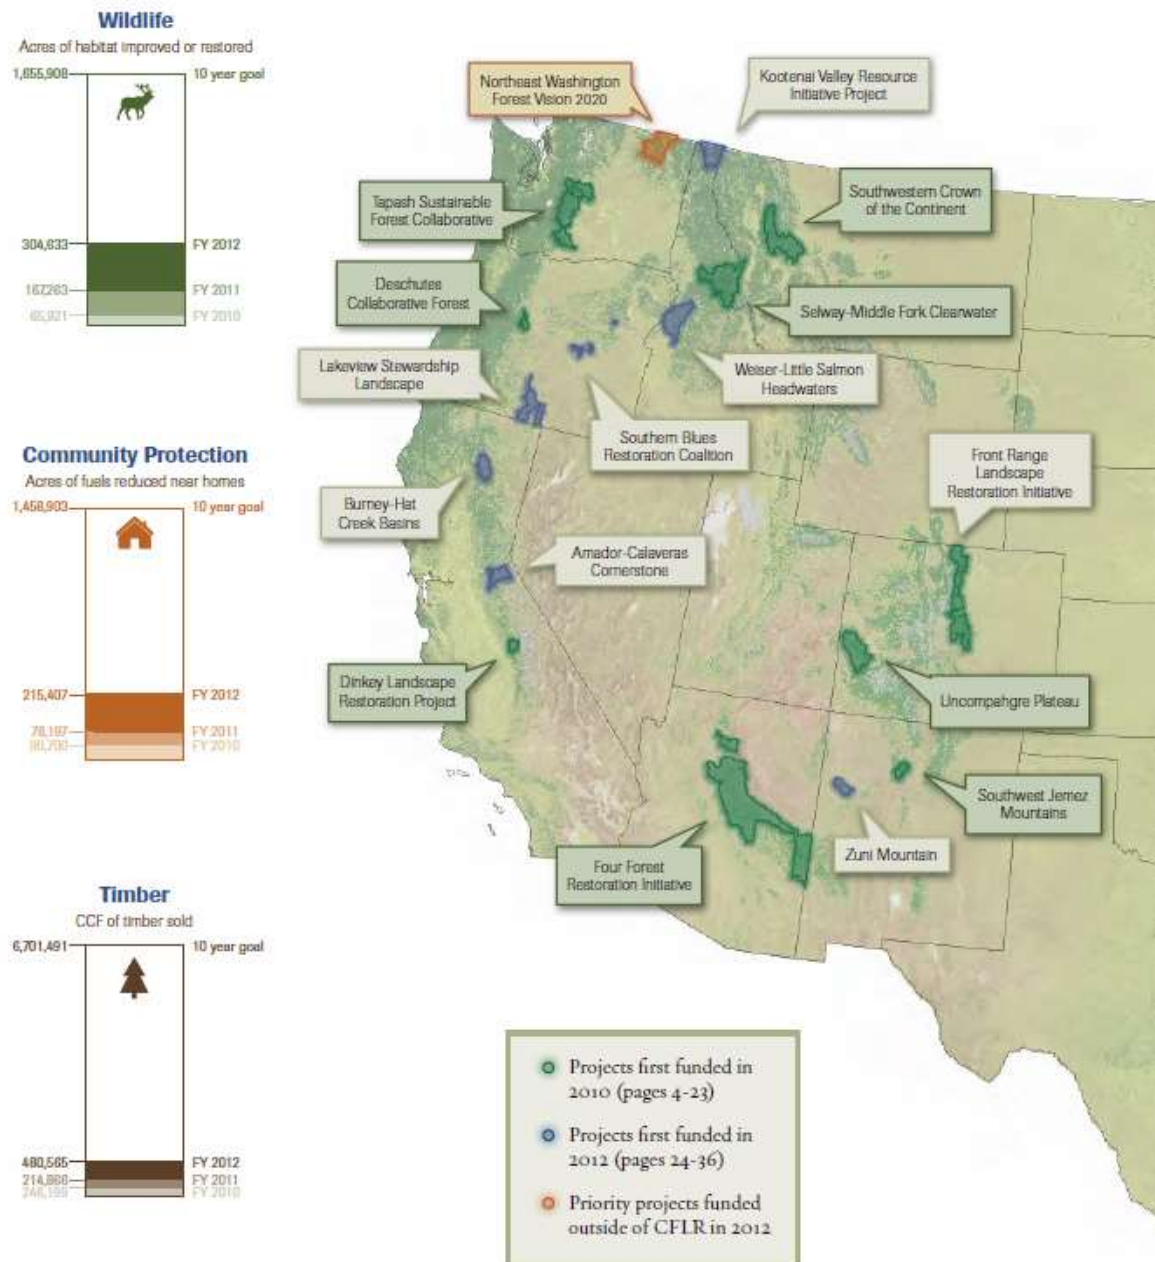 Wildlife
Acres of habitat improved or restored
1,655,908
10 year goal
304,633
FY 2012
167,263
FY 2011
65,921
FY 2010
Community Protection
Acres of fuels reduced near homes
1,458,903
10 year goal
215,407
FY 2012
78,197
FY 2011
FY 2010
Timber
CCF of timber sold
6,701,491
10 year goal
480,565
FY 2012
FY 2011
FY 2010
Northeast Washington
Forest Vision 2020
Kootenai Valley Resource
Initiative Project
Tapash Sustainable
Forest Collaborative
Southwestern Crown
of the Continent
Deschutes
Collaborative Forest
Selway-Middle Fork Clearwater
Lakeview Stewardship
Landscape
Weiser-Little Salmon
Headwaters
Southern Blues
Restoration Coalition
Front Range
Landscape
Restoration Initiative
Burney-Hat
Creek Basins
Amador-Calaveras
Cornerstone
Dinkey Landscape
Restoration Project
Uncompahgre Plateau
Southwest Jemez
Mountains
Zuni Mountain
Four Forest
Restoration Initiative
Projects first funded in
2010 (pages 4-23)
Projects first funded in
2012 (pages 24-36)
Priority projects funded
outside of CFLR in 2012